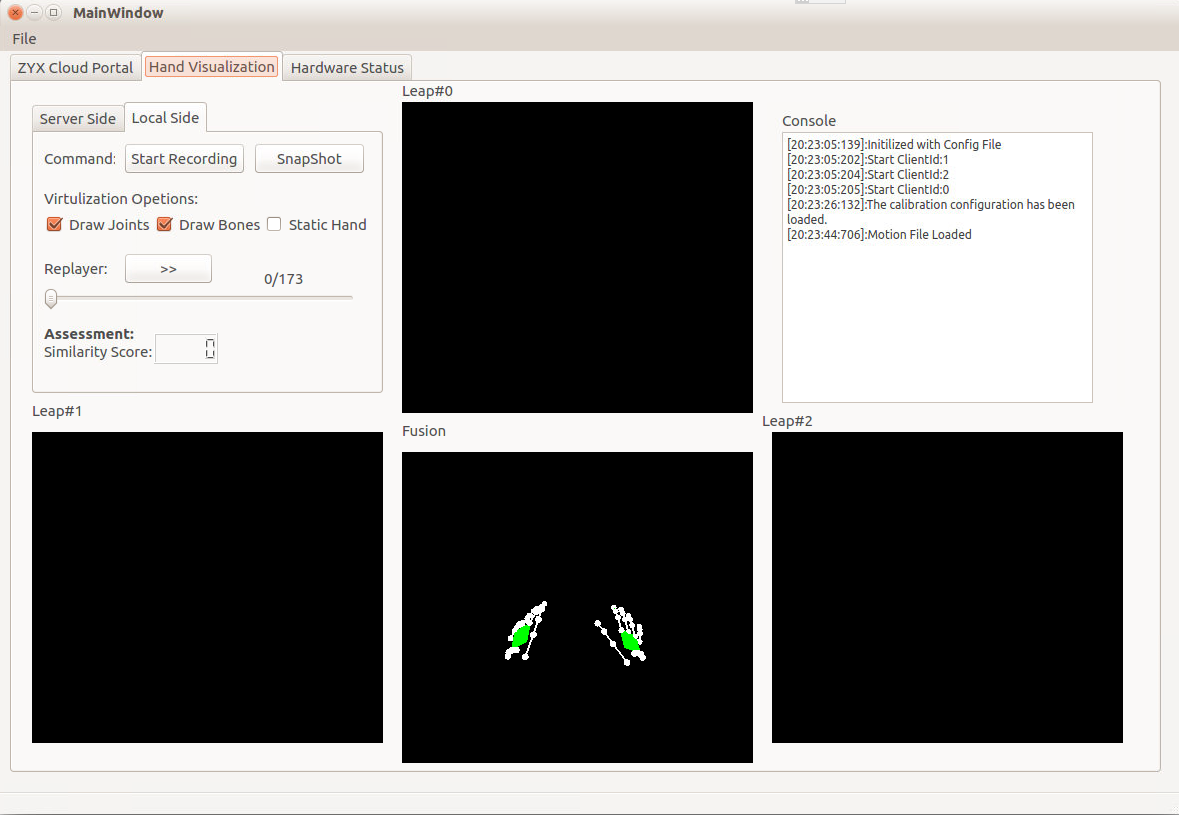 MainWindow
File
ZYX Cloud Portal Hand Visualization Hardware Status
Server Side Local Side
Command: Start Recording SnapShot
Virtulization Opetions:
Draw Joints Draw Bones Static Hand
Replayer: >>
0/173
Assessment:
Similarity Score: 0
Leap#0
Console
[20:23:05:139]:Initilized with Config File
[20:23:05:202]:Start ClientId:1
[20:23:05:204]:Start ClientId:2
[20:23:05:205]:Start ClientId:0
[20:23:26:132]:The calibration configuration has been
loaded.
[20:23:44:706]:Motion File Loaded
Leap#1
Fusion
Leap#2